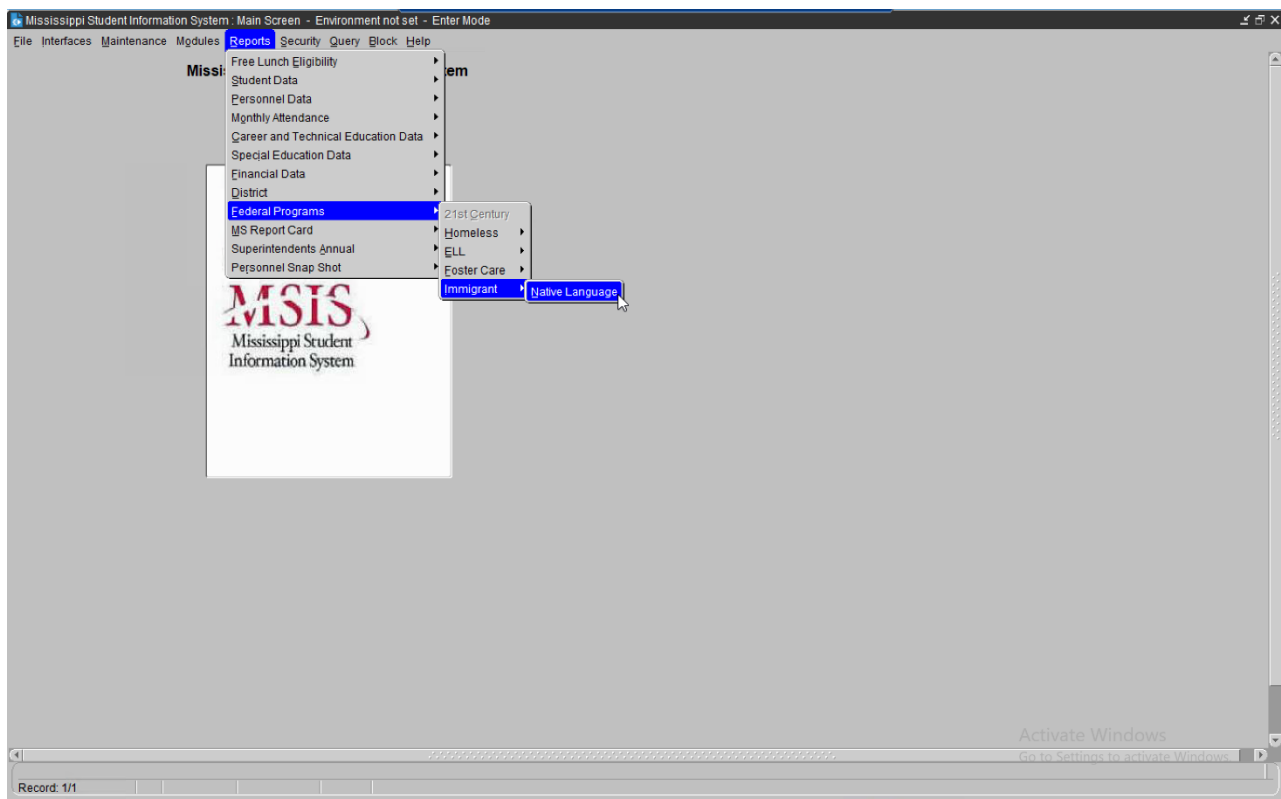 Mississippi Student Information System : Main Screen - Environment not set - Enter Mode
File Interfaces Maintenance Modules Reports Security Query Block Help
Missi em
Free Lunch Eligibility
Student Data
Personnel Data
Monthly Attendance
Career and Technical Education Data
Special Education Data
Financial Data
District
Federal Programs
MS Report Card
Superintendents Annual
Personnel Snap Shot
21st Century
Homeless
ELL
Foster Care
Immigrant
Native Language
MSIS
Mississippi Student
Information System
Activate Windows
Go to Settings to activate Windows.
Record: 1/1